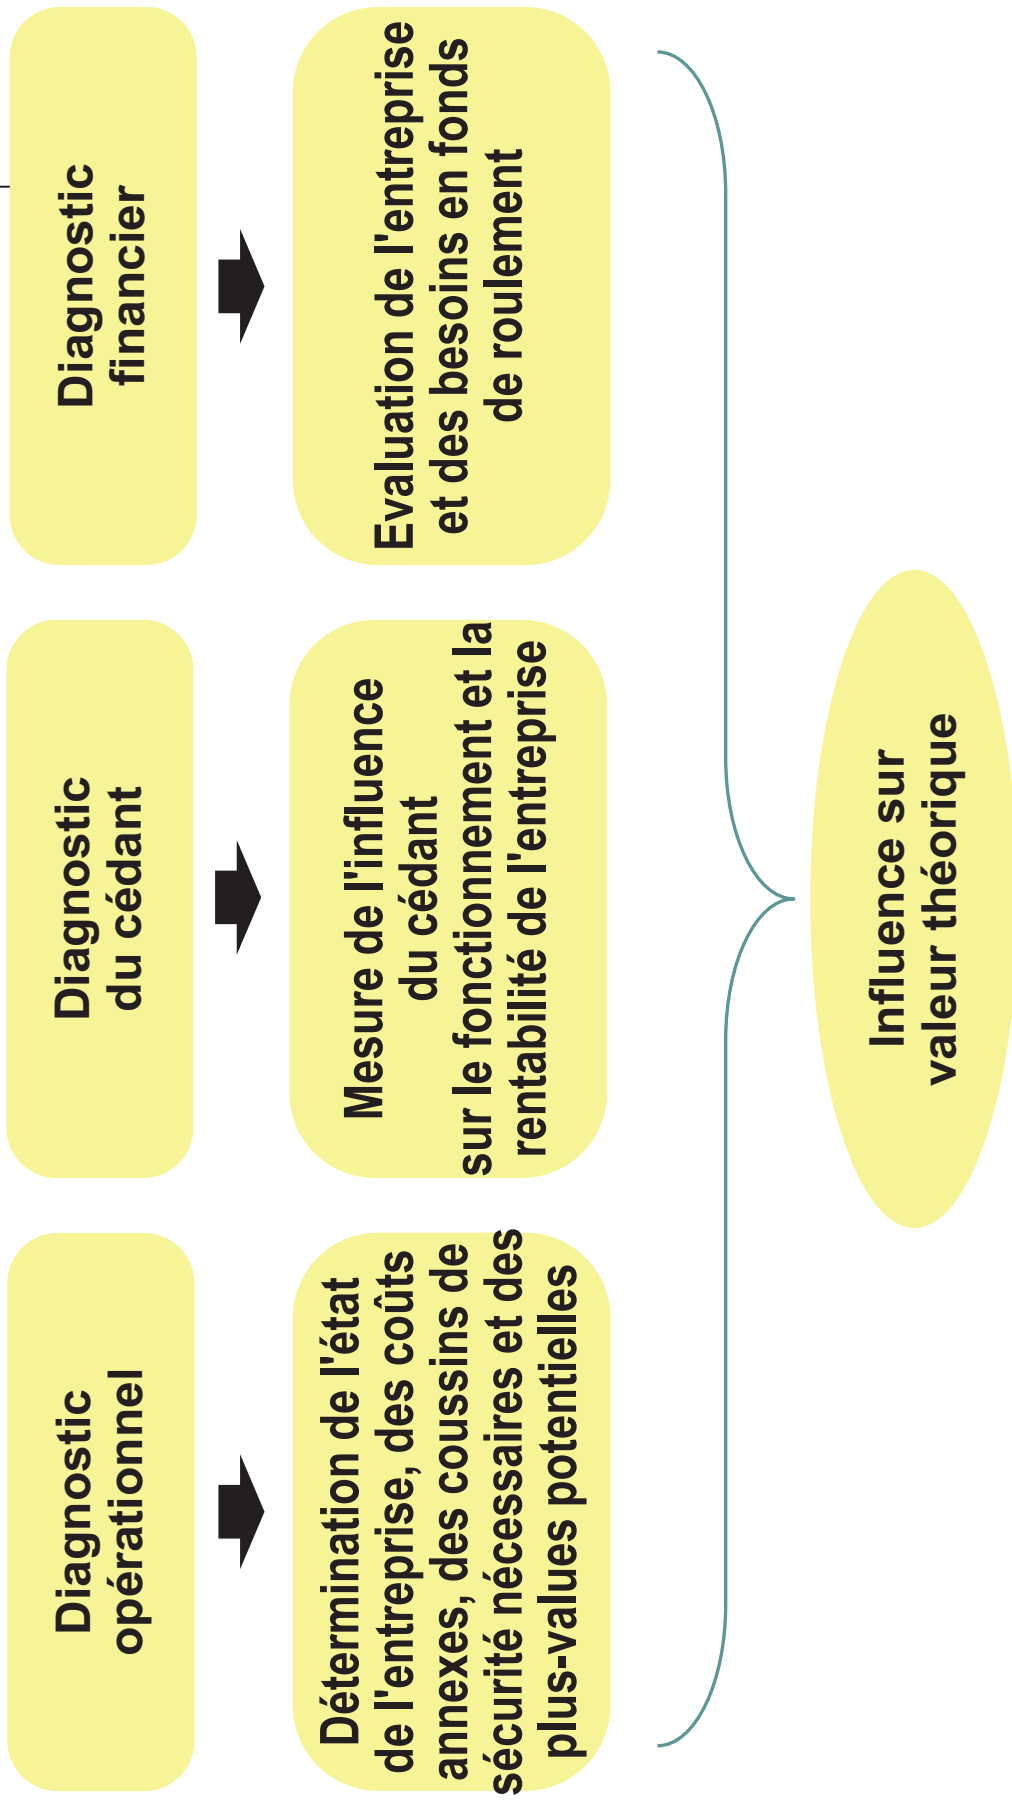 Diagnostic
opérationnel
Diagnostic
du cédant
Diagnostic
financier
Détermination de l'état
de l'entreprise, des coûts
annexes, des coussins de
sécurité nécessaires et des
plus-values potentielles
Mesure de l'influence
du cédant
sur le fonctionnement et la
rentabilité de l'entreprise
Evaluation de l'entreprise
et des besoins en fonds
de roulement
Influence sur
valeur théorique